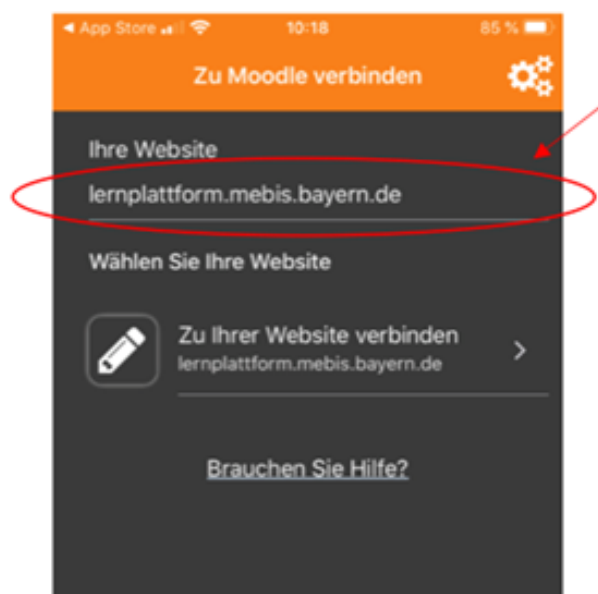 App Store 10:18 85 %
Zu Moodle verbinden
Ihre Website
lernplattform.mebis.bayern.de
Wählen Sie Ihre Website
Zu Ihrer Website verbinden
lernplattform.mebis.bayern.de
Brauchen Sie Hilfe?